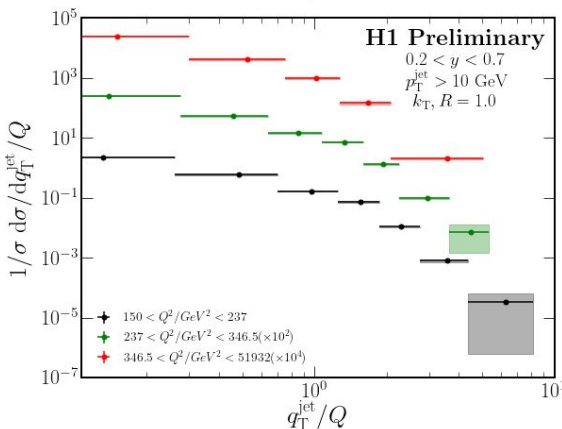 10^5
10^3
10^1
10^-1
10^-3
10^-5
10^-7
1/σ dσ/dq_T^jet/Q
H1 Preliminary
0.2 < y < 0.7
p_T^jet > 10 GeV
k_T, R = 1.0
150 < Q^2/GeV^2 < 237
237 < Q^2/GeV^2 < 346.5(×10^2)
346.5 < Q^2/GeV^2 < 51932(×10^4)
10^0
q_T^jet/Q